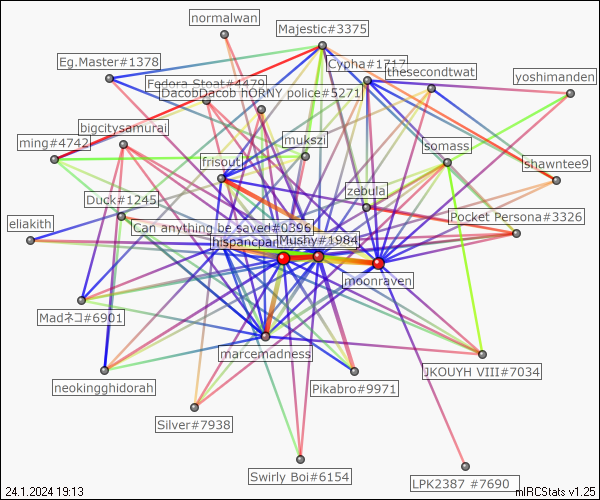 normalwan
Majestic#3375
Eg.Master#1378
Cypha#1717
thesecondtwat
yoshimanden
Fedora Stoat#4479
DacobDacob hORNY police#5271
bigcitysamurai
ming#4742
mukszi
somass
frisout
shawntee9
zebula
Duck#1245
Pocket Persona#3326
eliakith
Can anything be saved#0396
Mushy#1984
moonraven
Madネコ#6901
marcemadness
JKOUYH VIII#7034
neokingghidorah
Pikabro#9971
Silver#7938
Swirly Boi#6154
LPK2387 #7690
24.1.2024 19:13
mIRCStats v1.25